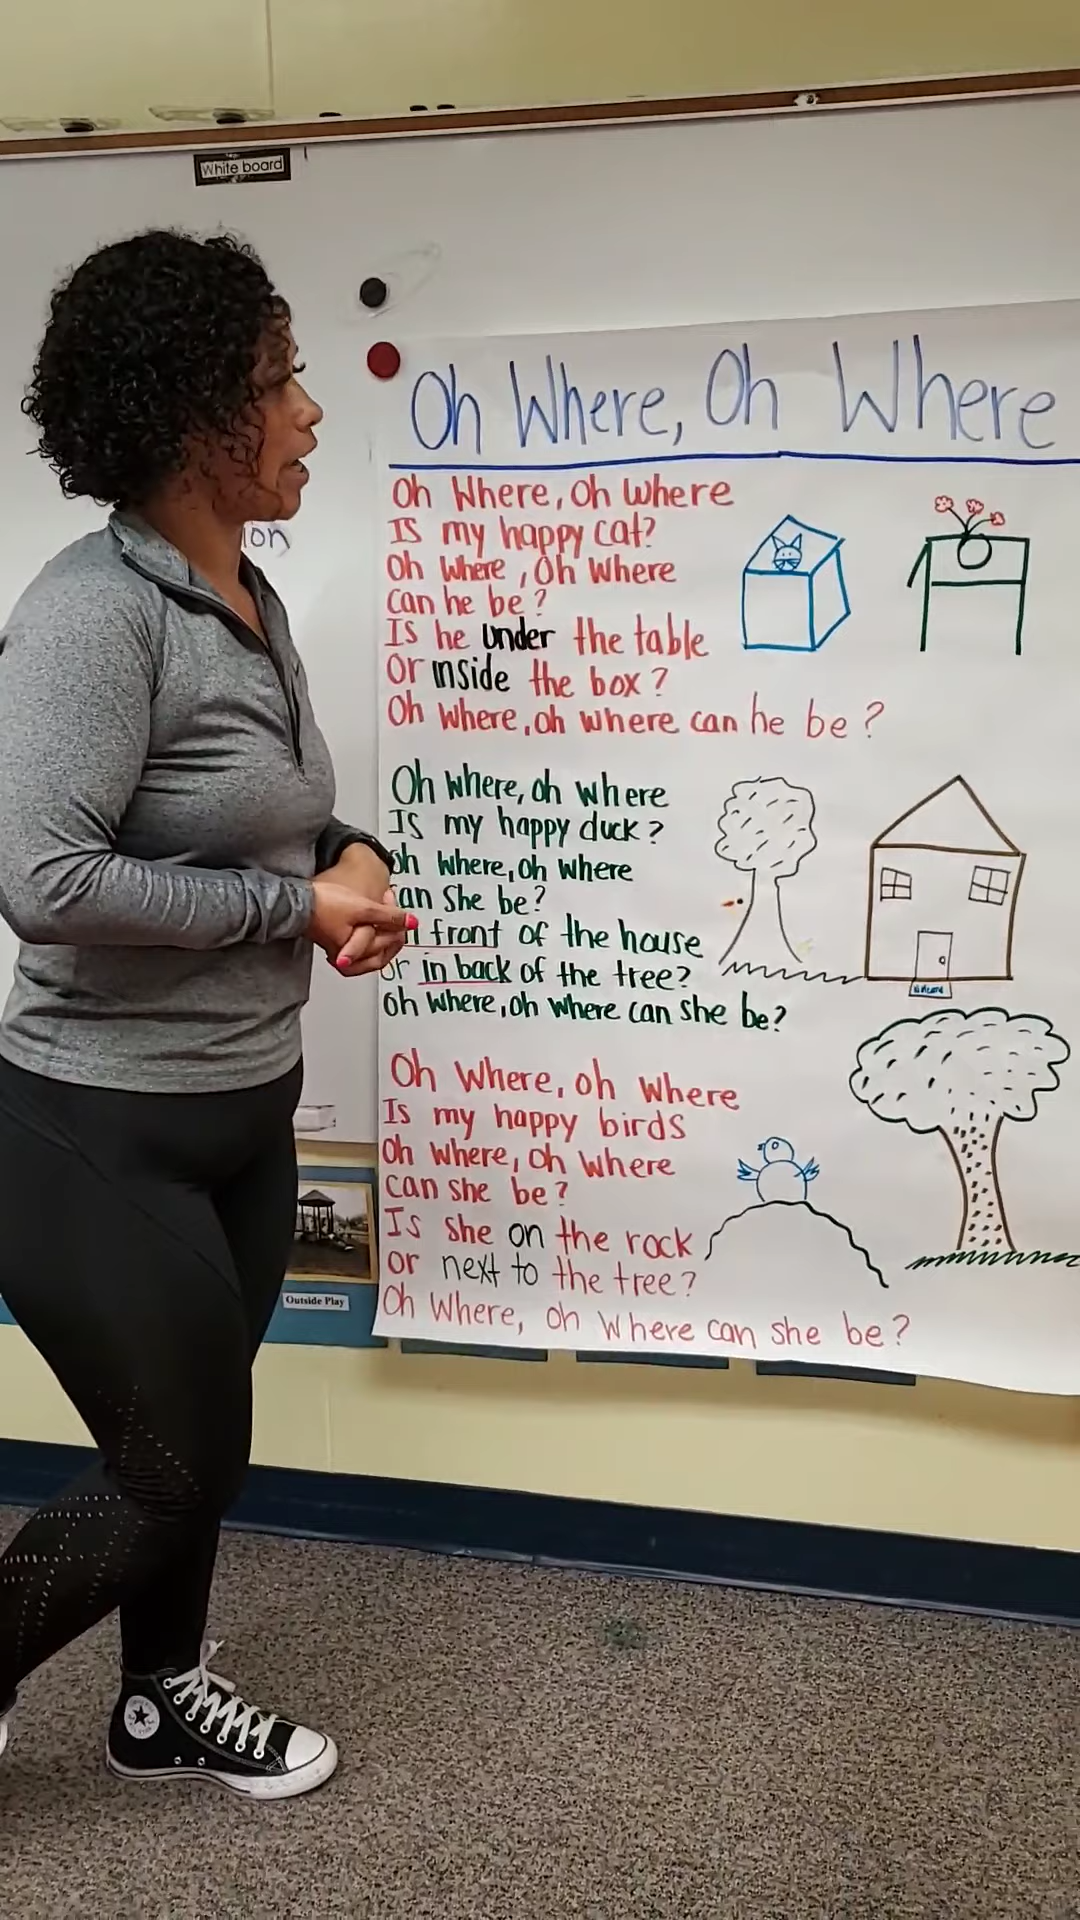 White board
ion
Oh Where, Oh Where
Oh Where, Oh Where
Is my happy cat?
Oh Where, Oh Where
can he be?
Is he under the table
Or inside the box?
Oh where, oh where can he be?
Oh where, oh where
Is my happy duck?
oh where, oh where
can she be?
front of the house
or in back of the tree?
oh where, oh where can she be?
Welcome
Oh where, oh where
Is my happy birds
Oh where, oh where
can she be?
Is she on the rock
or next to the tree?
Oh where, oh where can she be?
Outside Play